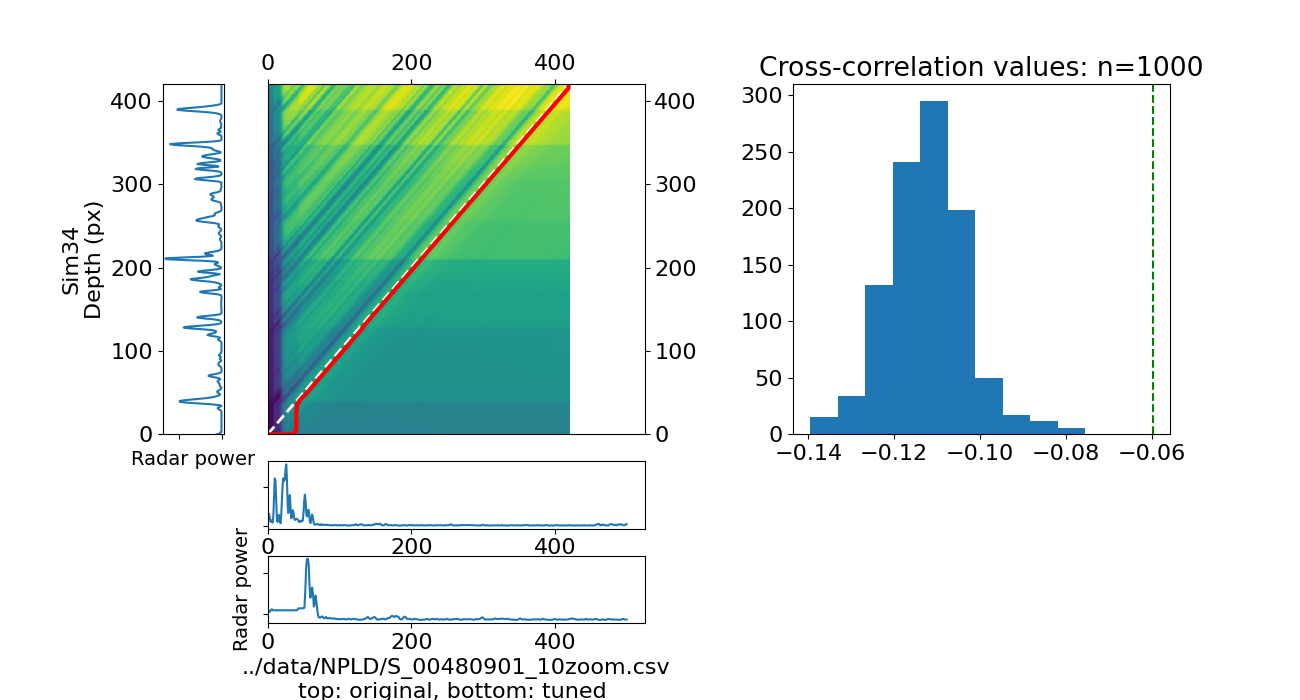 0 200 400
Cross-correlation values: n=1000
400
300
200
100
0
Sim34
Depth (px)
400
300
200
100
0
300
250
200
150
100
50
0
−0.14 −0.12 −0.10 −0.08 −0.06
Radar power
0 200 400
Radar power
0 200 400
../data/NPLD/S_00480901_10zoom.csv
top: original, bottom: tuned